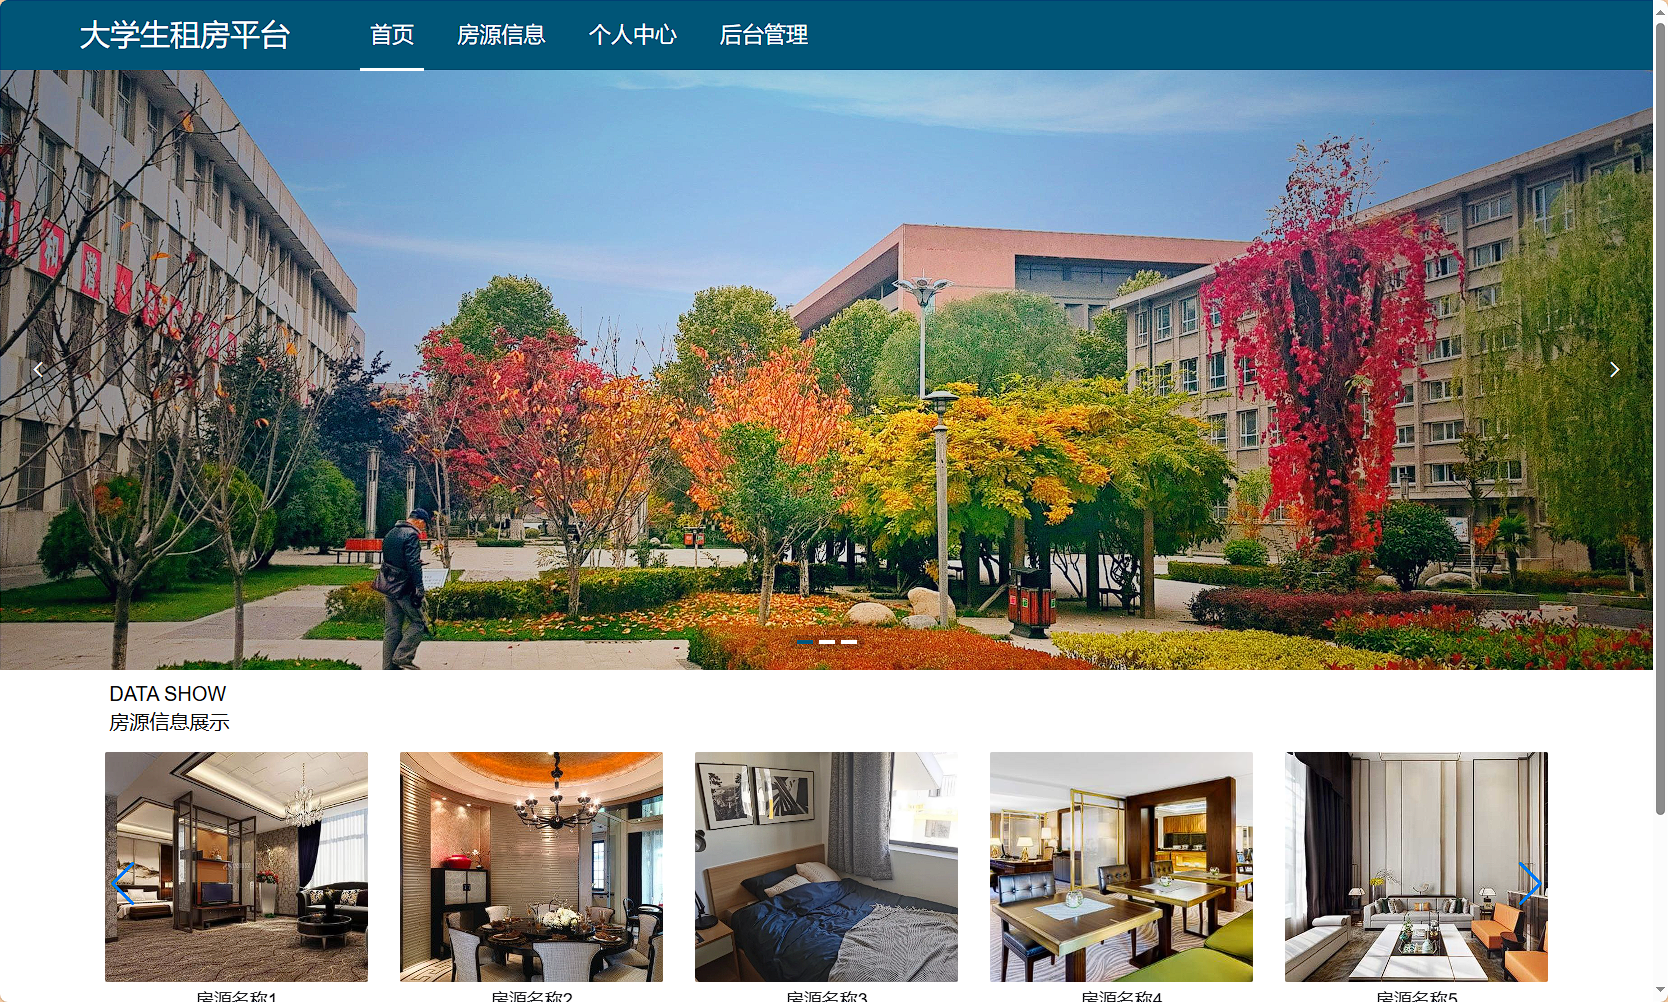 大学生租房平台
首页 房源信息 个人中心 后台管理
DATA SHOW
房源信息展示
房源名称1 房源名称2 房源名称3 房源名称4 房源名称5